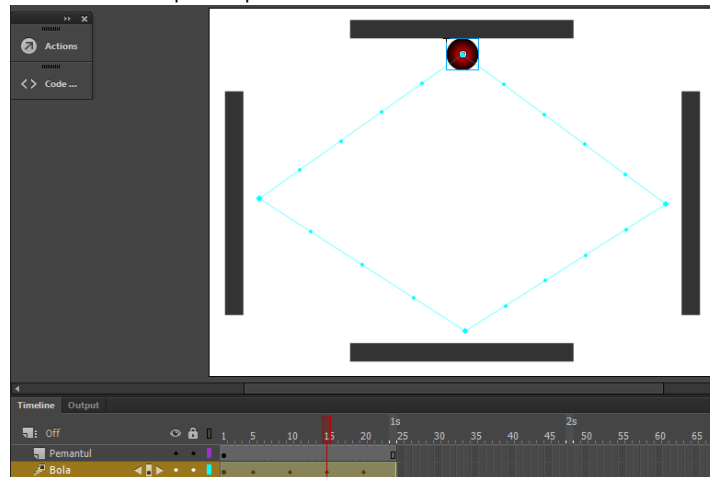 Actions
Code ...
Timeline Output
Off
1s 2s
1 5 10 15 20 25 30 35 40 45 50 55 60 65
Pemantul
Bola